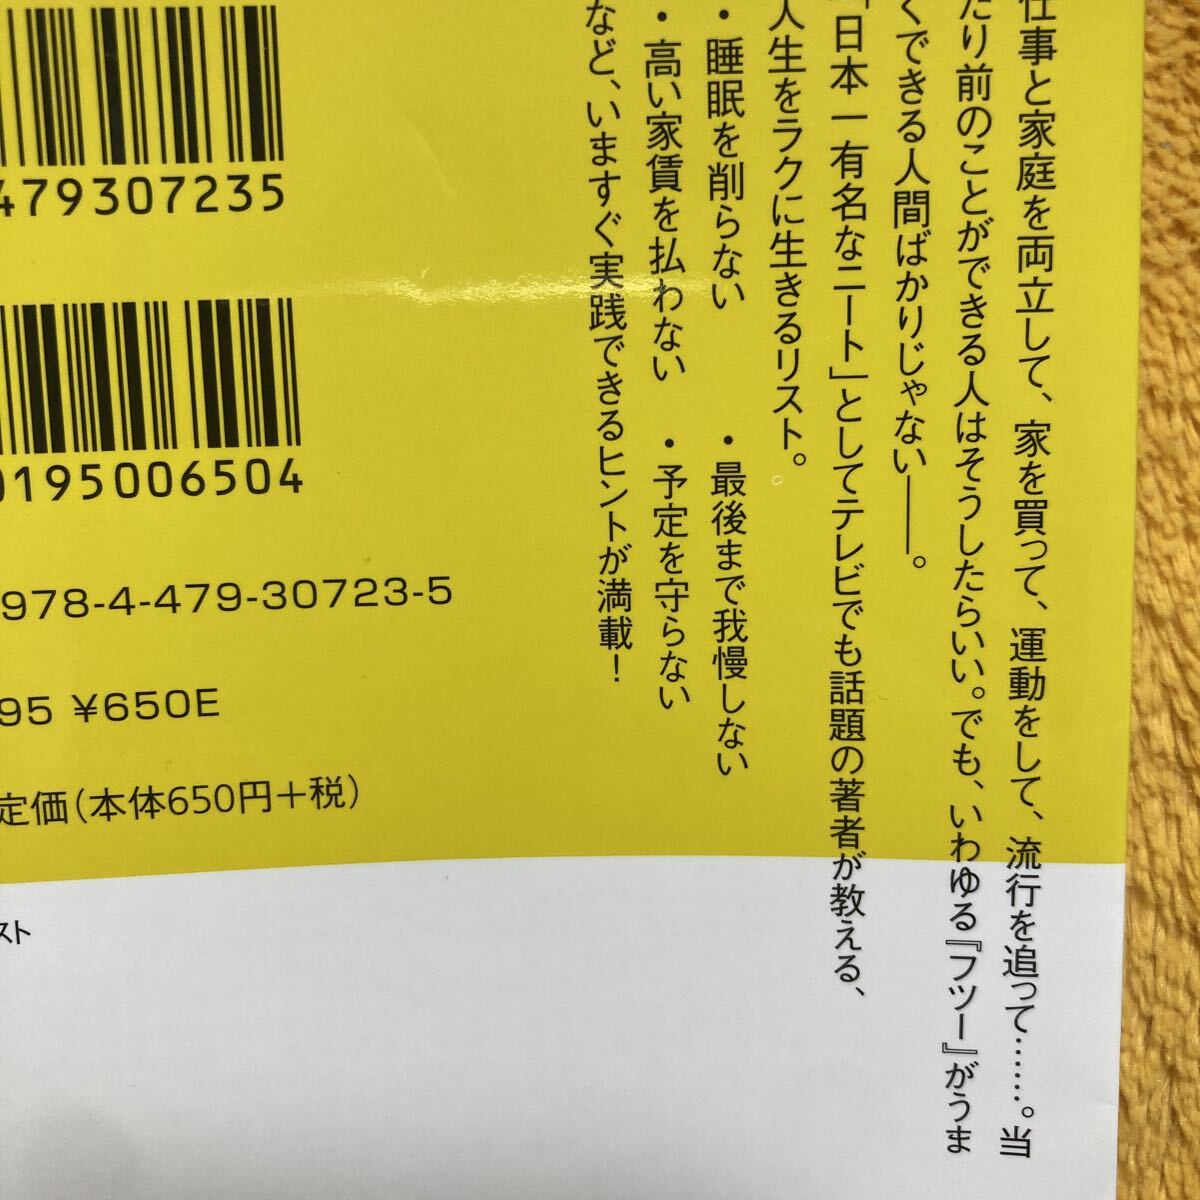 仕事と家庭を両立して、家を買って、運動をして、流行を追って……。当
たり前のことができる人はそうしたらいい。でも、いわゆる『フツー』がうま
くできる人間ばかりじゃない――。
「日本一有名なニート」としてテレビでも話題の著者が教える、
人生をラクに生きるリスト。
・睡眠を削らない ・最後まで我慢しない
・高い家賃を払わない ・予定を守らない
など、いますぐ実践できるヒントが満載！
479307235
0195006504
978-4-479-30723-5
95 ¥650E
定価(本体650円+税)
スト